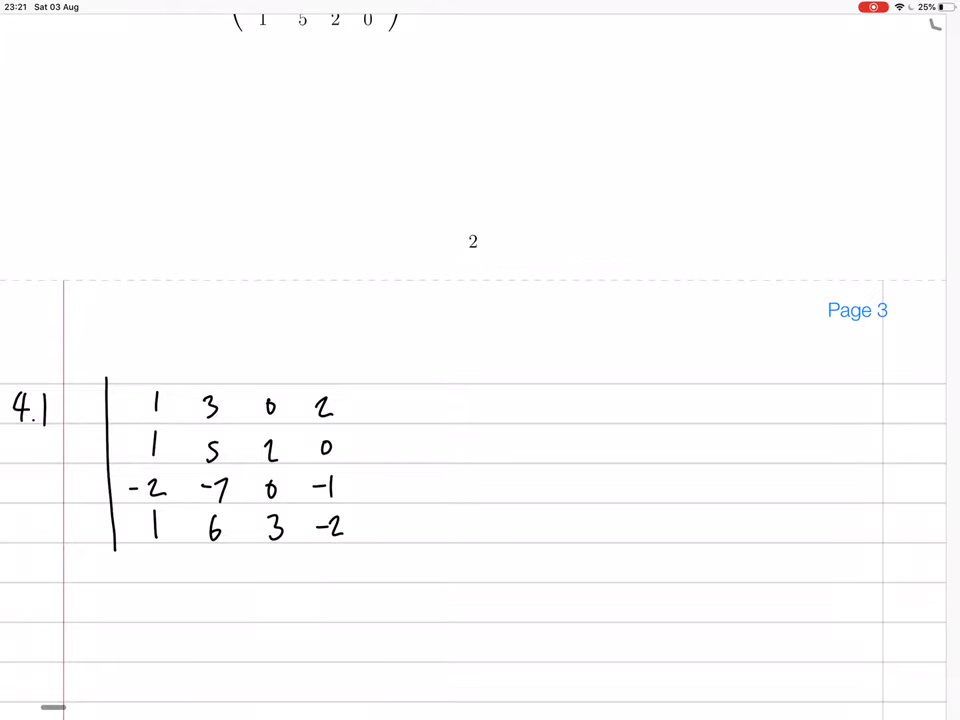 23:21 Sat 03 Aug 25%
( 1 5 2 0 )
2
Page 3
4.1 | 1 3 0 2
1 5 2 0
-2 -7 0 -1
1 6 3 -2